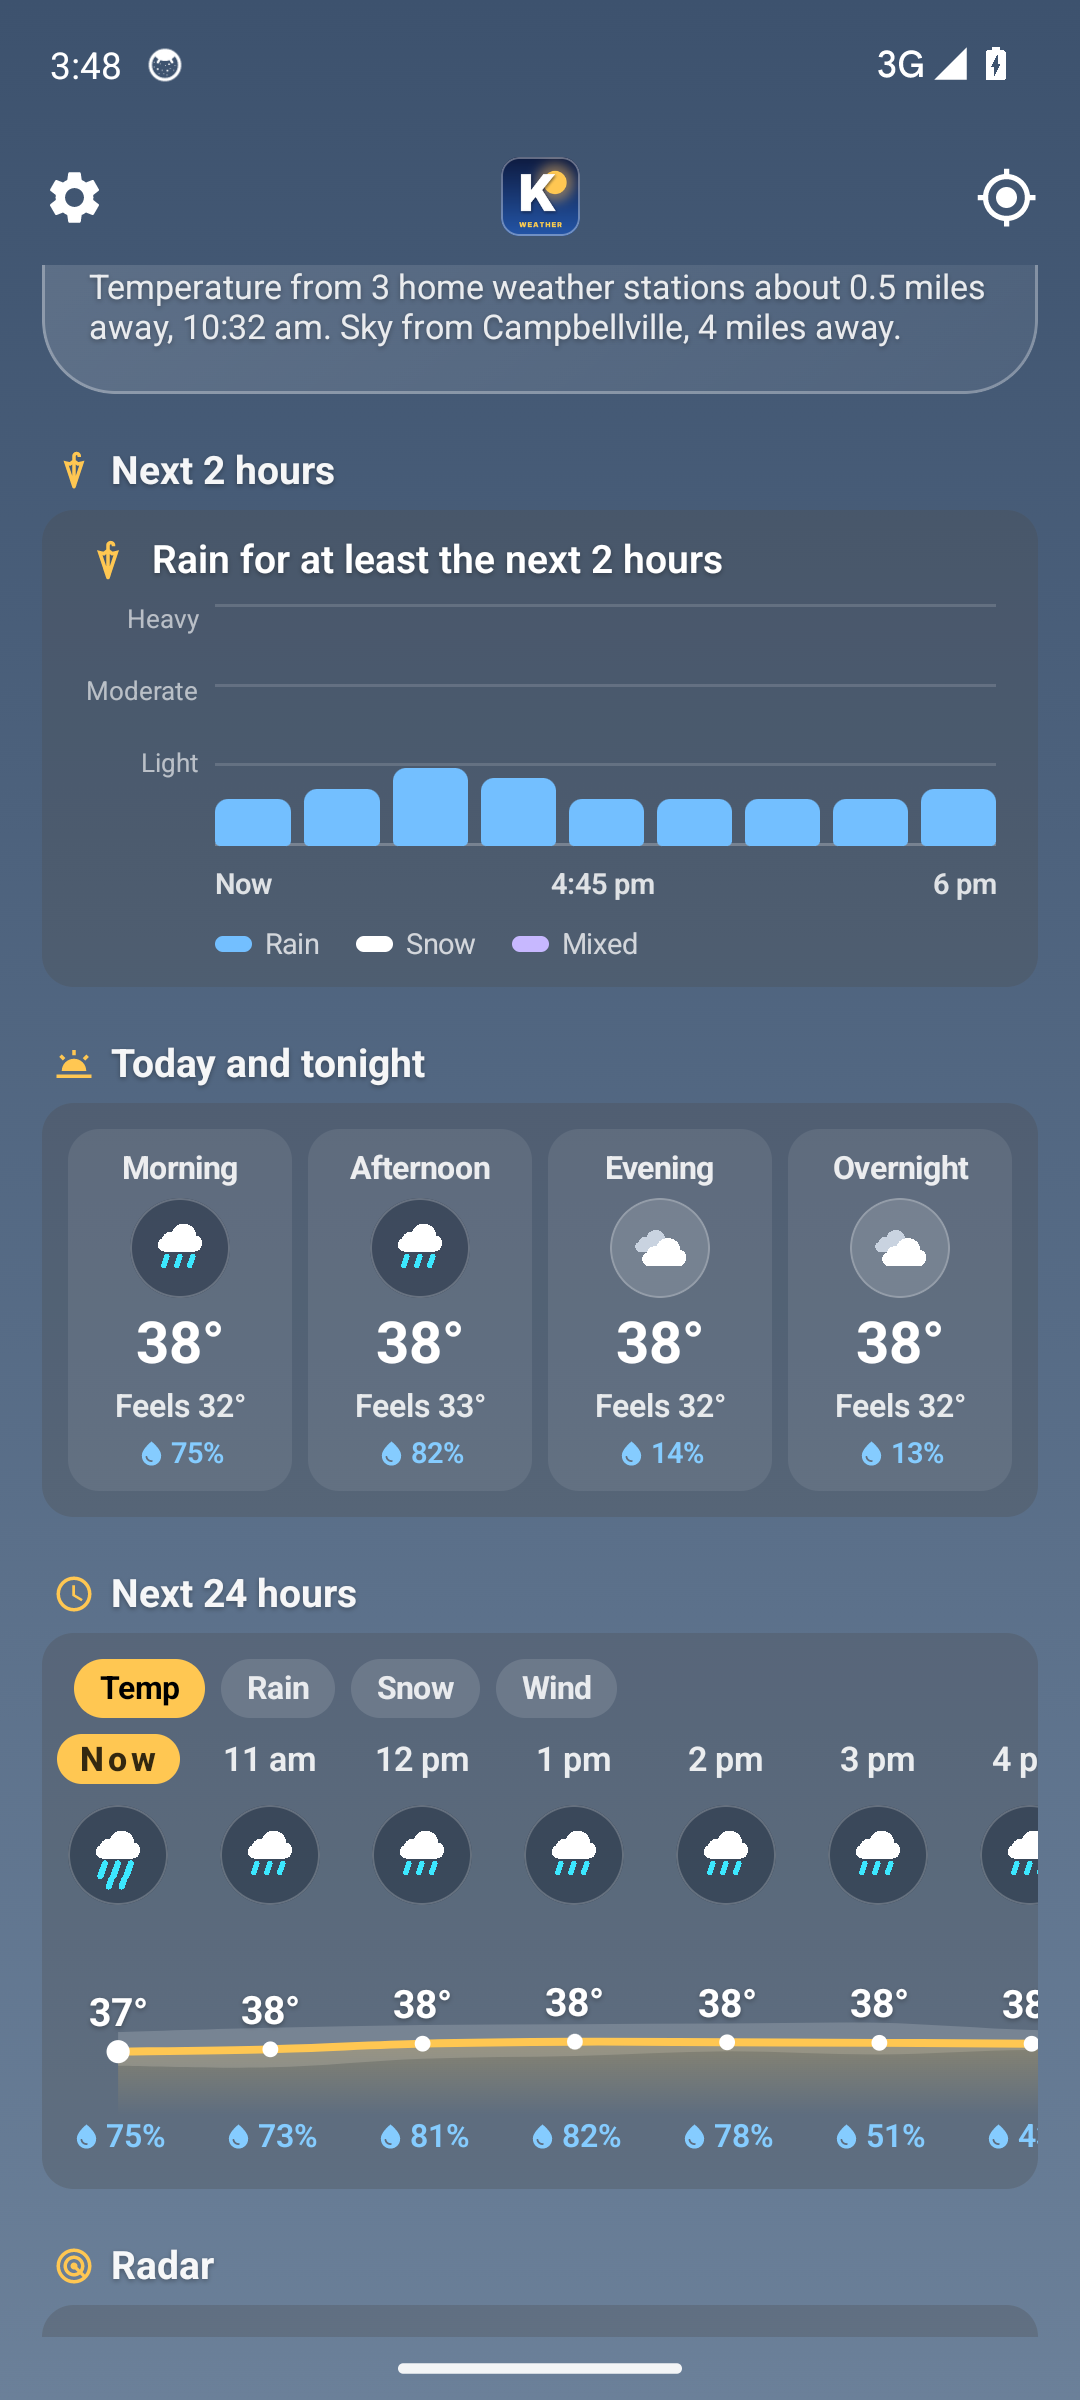 3:48
3G
K
WEATHER
Temperature from 3 home weather stations about 0.5 miles
away, 10:32 am. Sky from Campbellville, 4 miles away.
Next 2 hours
Rain for at least the next 2 hours
Heavy
Moderate
Light
Now 4:45 pm 6 pm
Rain Snow Mixed
Today and tonight
Morning Afternoon Evening Overnight
38° 38° 38° 38°
Feels 32° Feels 33° Feels 32° Feels 32°
75% 82% 14% 13%
Next 24 hours
Temp Rain Snow Wind
Now 11 am 12 pm 1 pm 2 pm 3 pm 4 p
37° 38° 38° 38° 38° 38° 38
75% 73% 81% 82% 78% 51% 4
Radar